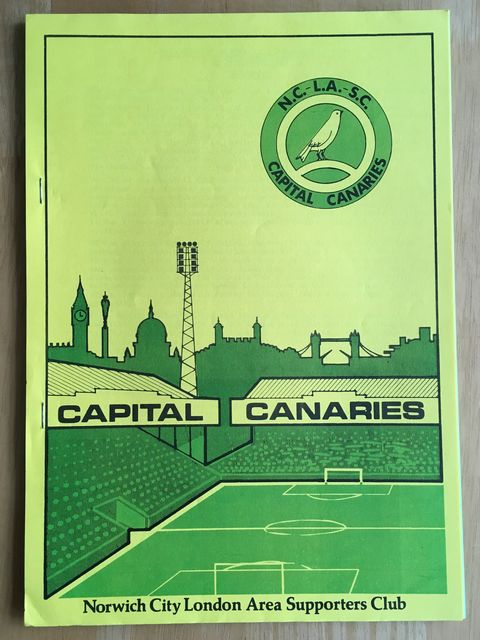 N.C.-L.A.-S.C.
CAPITAL CANARIES
CAPITAL CANARIES
Norwich City London Area Supporters Club